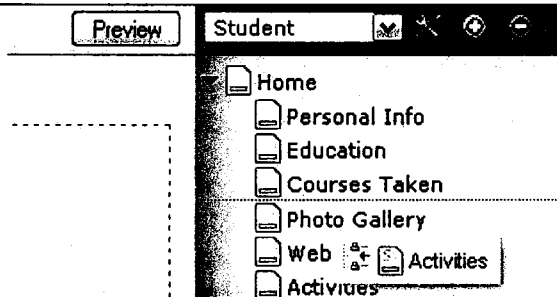 Preview Student
Home
Personal Info
Education
Courses Taken
Photo Gallery
Web Activities
Activities